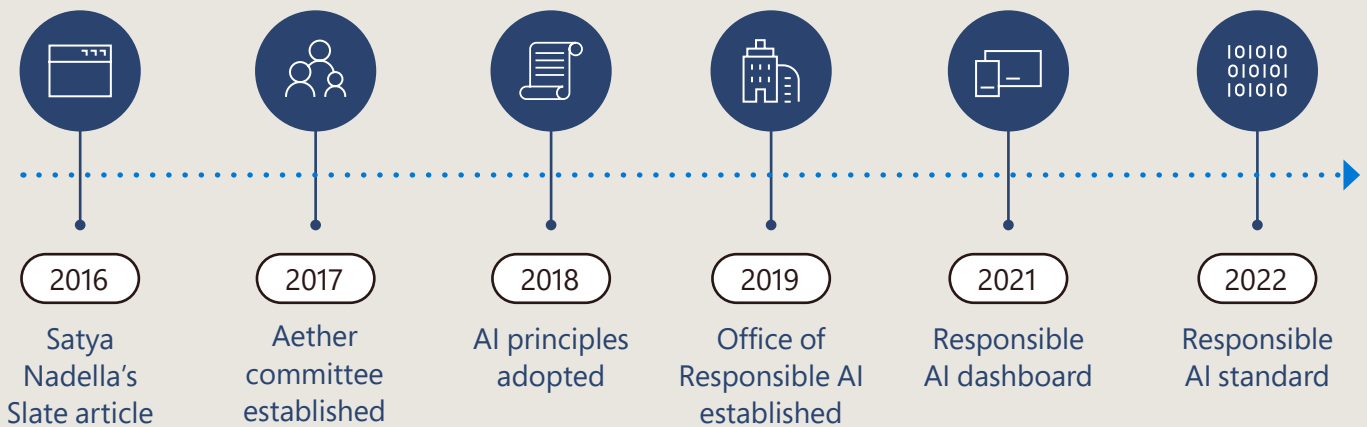 101010
010101
101010
2016
Satya
Nadella’s
Slate article
2017
Aether
committee
established
2018
AI principles
adopted
2019
Office of
Responsible AI
established
2021
Responsible
AI dashboard
2022
Responsible
AI standard